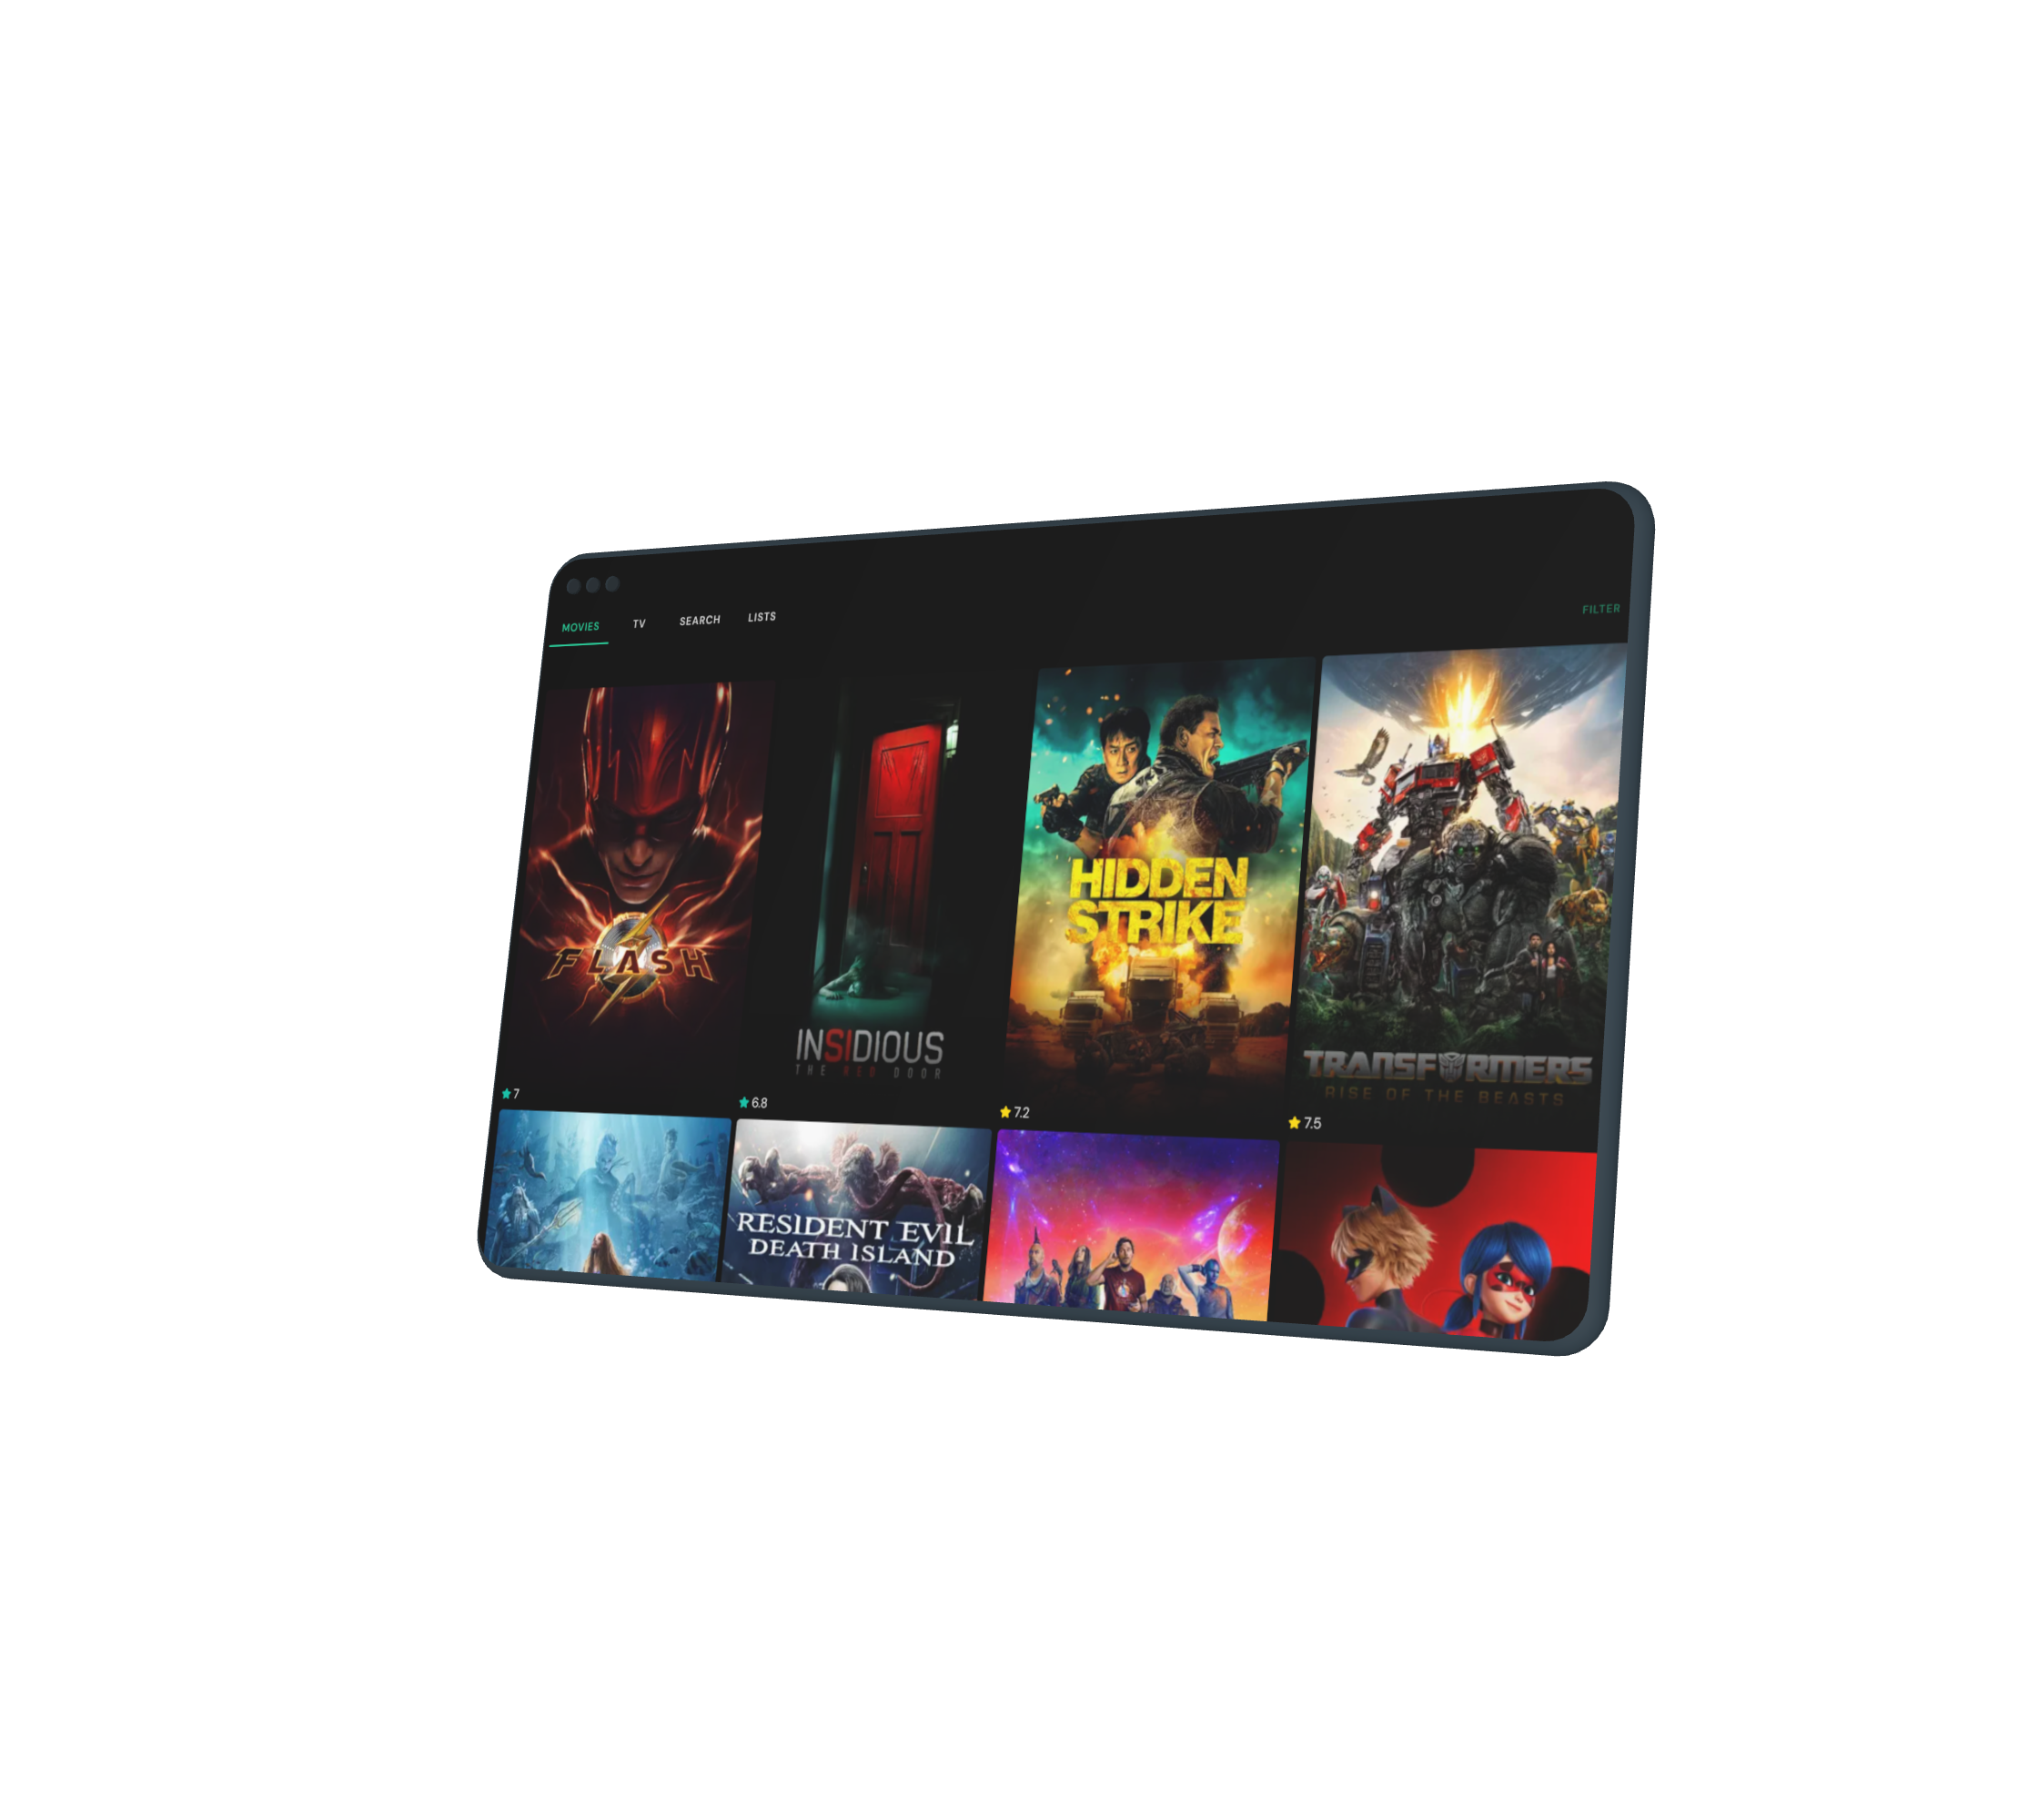 MOVIES
TV
SEARCH
LISTS
FILTER
FLASH
INSIDIOUS
THE RED DOOR
HIDDEN
STRIKE
TRANSFORMERS
RISE OF THE BEASTS
7
6.8
7.2
7.5
RESIDENT EVIL
DEATH ISLAND